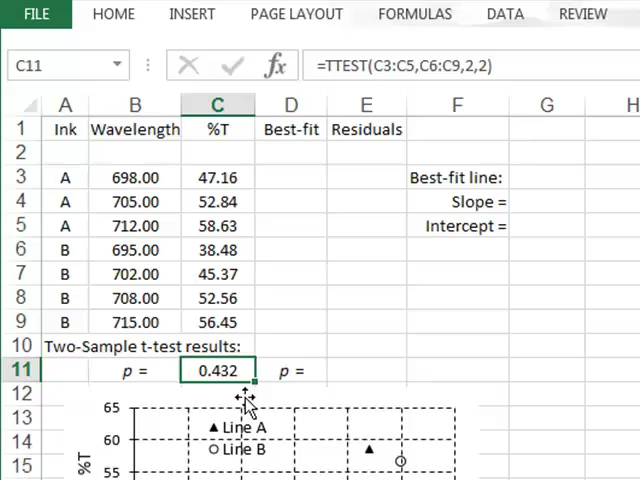 FILE HOME INSERT PAGE LAYOUT FORMULAS DATA REVIEW
C11 fx =TTEST(C3:C5,C6:C9,2,2)
A B C D E F G H
1 Ink Wavelength %T Best-fit Residuals
2
3 A 698.00 47.16 Best-fit line:
4 A 705.00 52.84 Slope =
5 A 712.00 58.63 Intercept =
6 B 695.00 38.48
7 B 702.00 45.37
8 B 708.00 52.56
9 B 715.00 56.45
10 Two-Sample t-test results:
11 p = 0.432 p =
12
13 65
Line A
14 60 Line B
15 55
%T